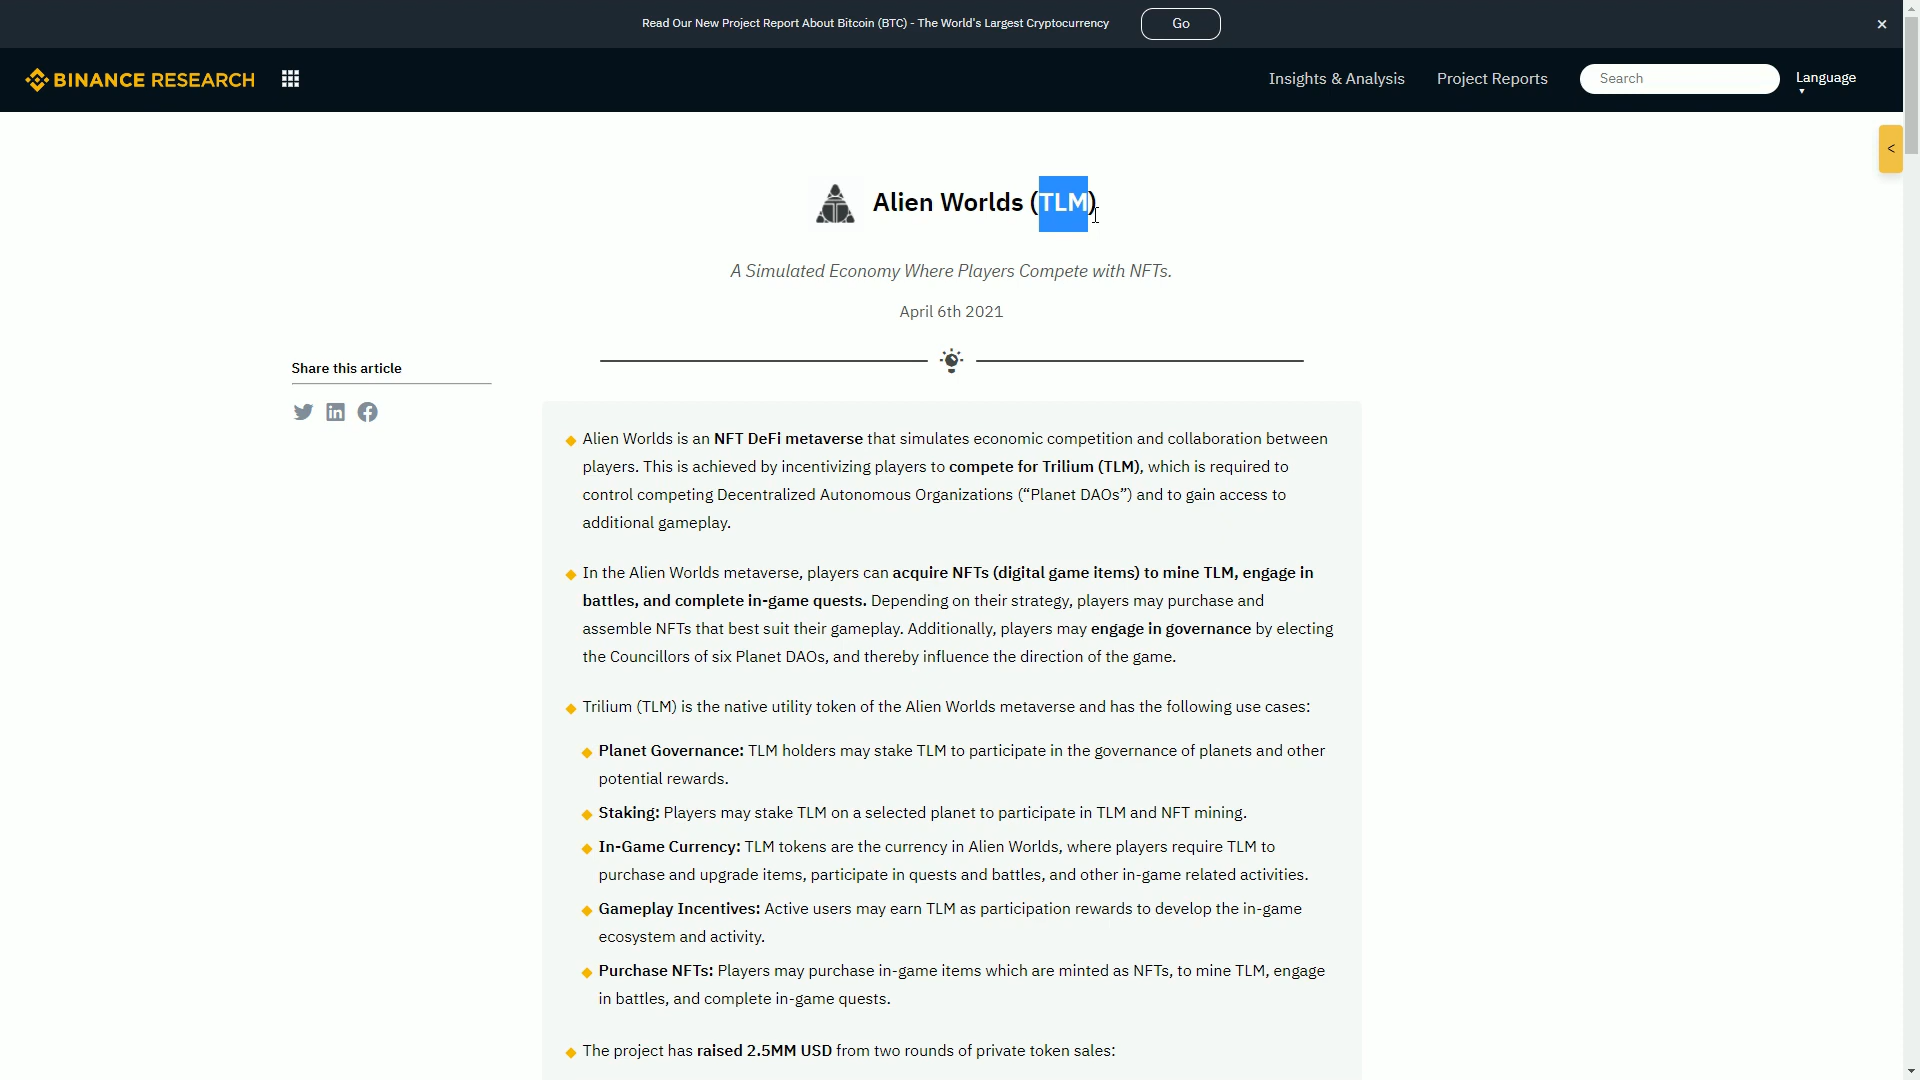 Read Our New Project Report About Bitcoin (BTC) - The World's Largest Cryptocurrency
Go
×
BINANCE RESEARCH
Insights & Analysis
Project Reports
Search
Language
<
Alien Worlds (TLM)
A Simulated Economy Where Players Compete with NFTs.
April 6th 2021
Share this article
Alien Worlds is an NFT DeFi metaverse that simulates economic competition and collaboration between
players. This is achieved by incentivizing players to compete for Trilium (TLM), which is required to
control competing Decentralized Autonomous Organizations (“Planet DAOs”) and to gain access to
additional gameplay.
In the Alien Worlds metaverse, players can acquire NFTs (digital game items) to mine TLM, engage in
battles, and complete in-game quests. Depending on their strategy, players may purchase and
assemble NFTs that best suit their gameplay. Additionally, players may engage in governance by electing
the Councillors of six Planet DAOs, and thereby influence the direction of the game.
Trilium (TLM) is the native utility token of the Alien Worlds metaverse and has the following use cases:
Planet Governance: TLM holders may stake TLM to participate in the governance of planets and other
potential rewards.
Staking: Players may stake TLM on a selected planet to participate in TLM and NFT mining.
In-Game Currency: TLM tokens are the currency in Alien Worlds, where players require TLM to
purchase and upgrade items, participate in quests and battles, and other in-game related activities.
Gameplay Incentives: Active users may earn TLM as participation rewards to develop the in-game
ecosystem and activity.
Purchase NFTs: Players may purchase in-game items which are minted as NFTs, to mine TLM, engage
in battles, and complete in-game quests.
The project has raised 2.5MM USD from two rounds of private token sales: